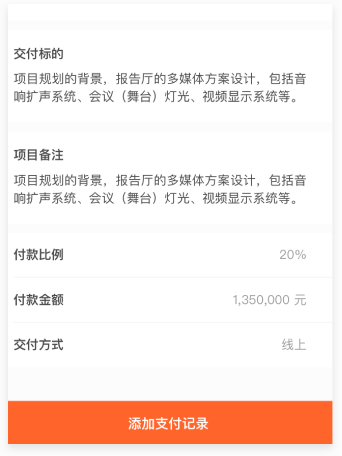 交付标的
项目规划的背景，报告厅的多媒体方案设计，包括音
响扩声系统、会议（舞台）灯光、视频显示系统等。
项目备注
项目规划的背景，报告厅的多媒体方案设计，包括音
响扩声系统、会议（舞台）灯光、视频显示系统等。
付款比例 20%
付款金额 1,350,000 元
交付方式 线上
添加支付记录